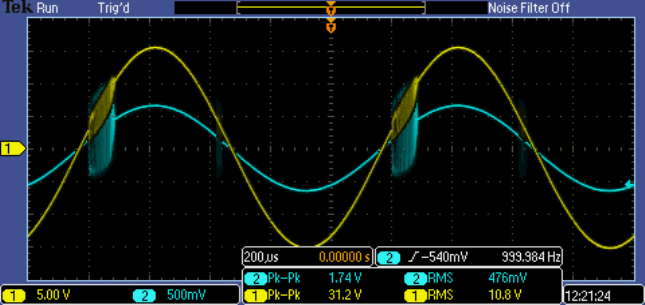 Tek Run Trig'd Noise Filter Off
T
T
1
200µs 0.00000 s 2 ∫ −540mV 999.984 Hz
2 Pk−Pk 1.74 V 2 RMS 476mV
1 5.00 V 2 500mV 1 Pk−Pk 31.2 V 1 RMS 10.8 V 12:21:24